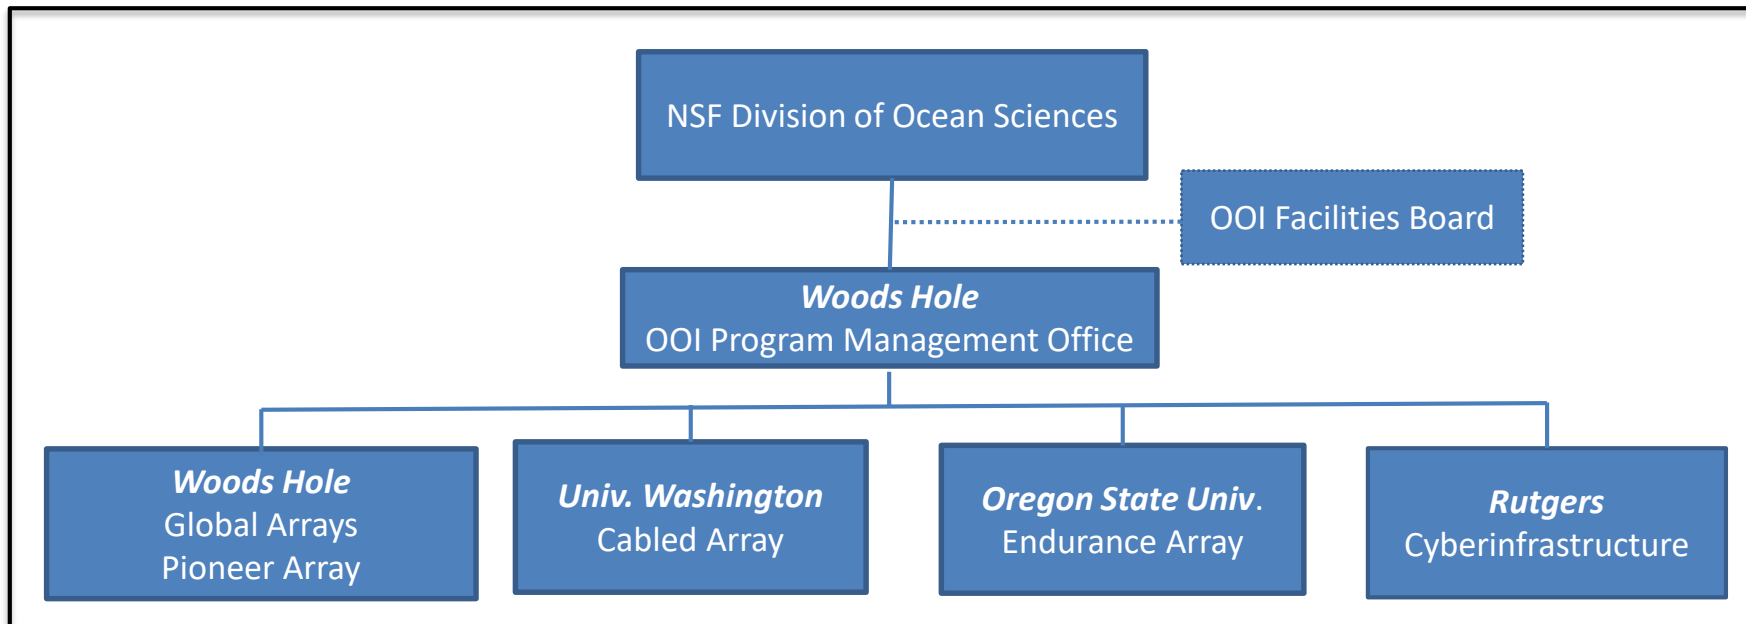 NSF Division of Ocean Sciences
OOI Facilities Board
Woods Hole
OOI Program Management Office
Woods Hole
Global Arrays
Pioneer Array
Univ. Washington
Cabled Array
Oregon State Univ.
Endurance Array
Rutgers
Cyberinfrastructure